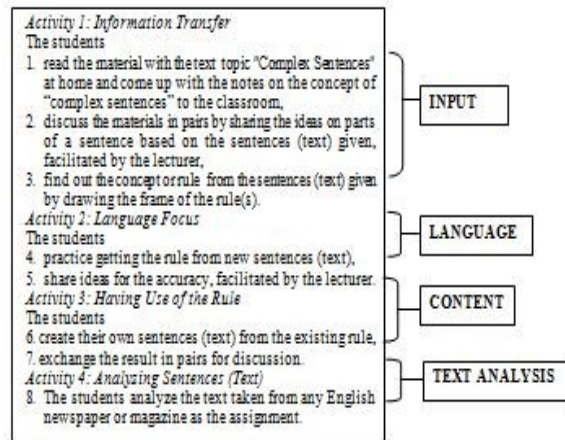 Activity 1: Information Transfer
The students
1. read the material with the text topic "Complex Sentences"
at home and come up with the notes on the concept of
"complex sentences" to the classroom,
2. discuss the materials in pairs by sharing the ideas on parts
of a sentence based on the sentences (text) given,
facilitated by the lecturer,
3. find out the concept or rule from the sentences (text) given
by drawing the frame of the rule(s).
INPUT
Activity 2: Language Focus
The students
4. practice getting the rule from new sentences (text),
5. share ideas for the accuracy, facilitated by the lecturer.
LANGUAGE
Activity 3: Having Use of the Rule
The students
6. create their own sentences (text) from the existing rule,
7. exchange the result in pairs for discussion.
CONTENT
Activity 4: Analyzing Sentences (Text)
8. The students analyze the text taken from any English
newspaper or magazine as the assignment.
TEXT ANALYSIS